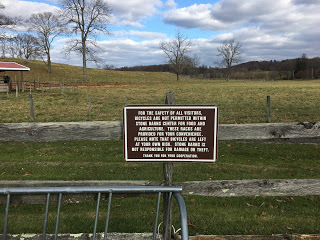 FOR THE SAFETY OF ALL VISITORS,
BICYCLES ARE NOT PERMITTED WITHIN
STONE BARNS CENTER FOR FOOD AND
AGRICULTURE. THESE RACKS ARE
PROVIDED FOR YOUR CONVENIENCE.
PLEASE NOTE THAT BICYCLES ARE LEFT
AT YOUR OWN RISK. STONE BARNS IS
NOT RESPONSIBLE FOR DAMAGE OR THEFT.
THANK YOU FOR YOUR COOPERATION.